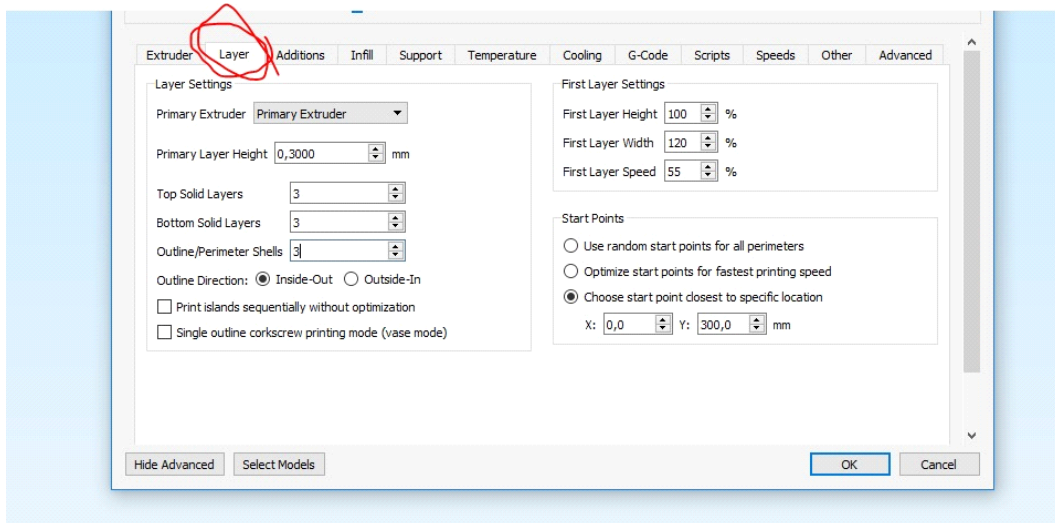 Extruder Layer Additions Infill Support Temperature Cooling G-Code Scripts Speeds Other Advanced
Layer Settings
Primary Extruder Primary Extruder
Primary Layer Height 0,3000 mm
Top Solid Layers 3
Bottom Solid Layers 3
Outline/Perimeter Shells 3
Outline Direction: Inside-Out Outside-In
Print islands sequentially without optimization
Single outline corkscrew printing mode (vase mode)
First Layer Settings
First Layer Height 100 %
First Layer Width 120 %
First Layer Speed 55 %
Start Points
Use random start points for all perimeters
Optimize start points for fastest printing speed
Choose start point closest to specific location
X: 0,0 Y: 300,0 mm
Hide Advanced Select Models OK Cancel